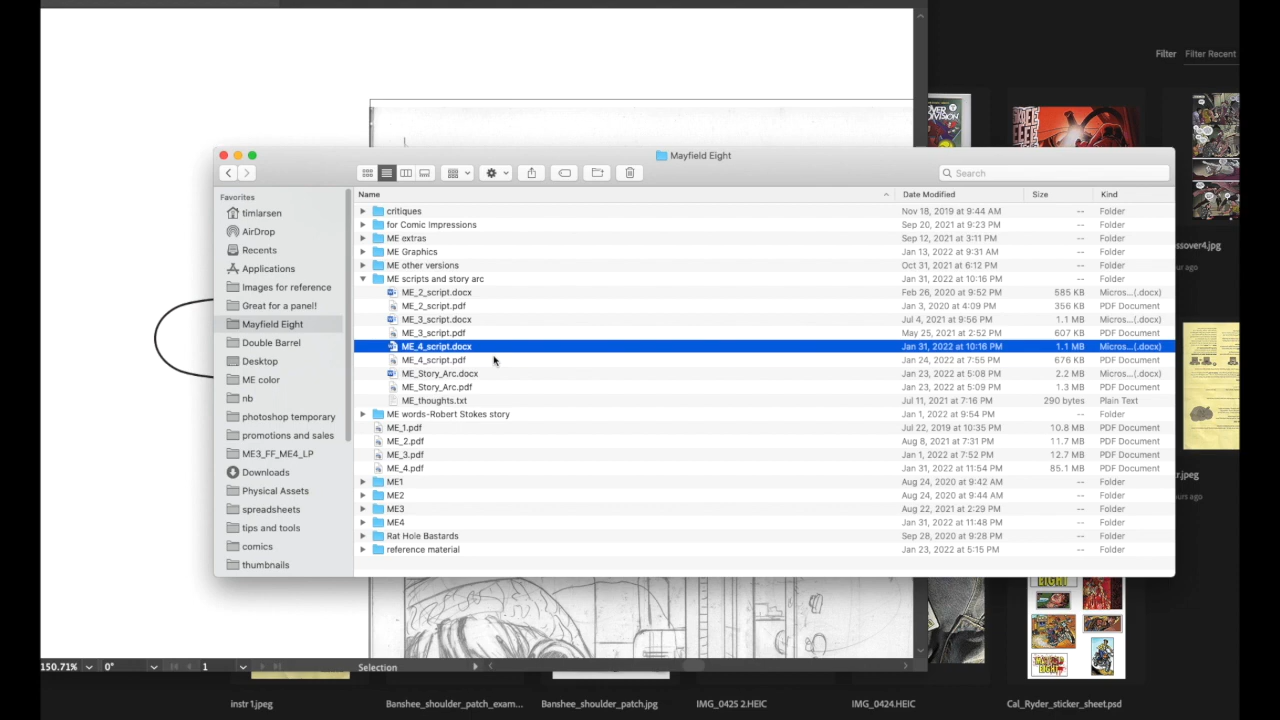 Filter Filter Recent
Mayfield Eight
Search
Favorites
timlarsen
AirDrop
Recents
Applications
Images for reference
Great for a panel!
Mayfield Eight
Double Barrel
Desktop
ME color
nb
photoshop temporary
promotions and sales
ME3_FF_ME4_LP
Downloads
Physical Assets
spreadsheets
tips and tools
comics
thumbnails
Name Date Modified Size Kind
critiques Nov 18, 2019 at 9:44 AM -- Folder
for Comic Impressions Sep 20, 2021 at 9:23 PM -- Folder
ME extras Sep 12, 2021 at 3:11 PM -- Folder
ME Graphics Jan 13, 2022 at 9:31 AM -- Folder
ME other versions Oct 31, 2021 at 6:12 PM -- Folder
ME scripts and story arc Jan 31, 2022 at 10:16 PM -- Folder
ME_2_script.docx Feb 26, 2020 at 9:52 PM 585 KB Micros...(.docx)
ME_2_script.pdf Jan 3, 2020 at 4:09 PM 356 KB PDF Document
ME_3_script.docx Jul 4, 2021 at 9:56 PM 1.1 MB Micros...(.docx)
ME_3_script.pdf May 25, 2021 at 2:52 PM 607 KB PDF Document
ME_4_script.docx Jan 31, 2022 at 10:16 PM 1.1 MB Micros...(.docx)
ME_4_script.pdf Jan 24, 2022 at 7:55 PM 676 KB PDF Document
ME_Story_Arc.docx Jan 23, 2022 at 5:08 PM 2.2 MB Micros...(.docx)
ME_Story_Arc.pdf Jan 23, 2022 at 5:09 PM 1.3 MB PDF Document
ME_thoughts.txt Jul 11, 2021 at 7:16 PM 290 bytes Plain Text
ME words-Robert Stokes story Jan 1, 2022 at 9:54 PM -- Folder
ME_1.pdf Jul 22, 2019 at 10:35 PM 10.8 MB PDF Document
ME_2.pdf Aug 8, 2021 at 7:31 PM 11.7 MB PDF Document
ME_3.pdf Jan 1, 2022 at 7:52 PM 12.7 MB PDF Document
ME_4.pdf Jan 31, 2022 at 11:54 PM 85.1 MB PDF Document
ME1 Aug 24, 2020 at 9:42 AM -- Folder
ME2 Aug 24, 2020 at 9:44 AM -- Folder
ME3 Aug 22, 2021 at 2:29 PM -- Folder
ME4 Jan 31, 2022 at 11:48 PM -- Folder
Rat Hole Bastards Sep 28, 2020 at 9:28 PM -- Folder
reference material Jan 23, 2022 at 5:15 PM -- Folder
ssover4.jpg
ur ago
r.jpeg
urs ago
EIGHT
150.71% 0° 1 Selection
instr 1.jpeg Banshee_shoulder_patch_exam... Banshee_shoulder_patch.jpg IMG_0425 2.HEIC IMG_0424.HEIC Cal_Ryder_sticker_sheet.psd